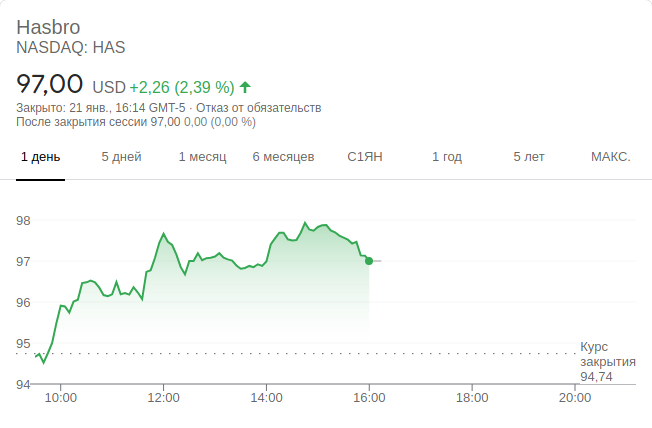 Hasbro
NASDAQ: HAS
97,00 USD +2,26 (2,39 %)
Закрыто: 21 янв., 16:14 GMT-5 · Отказ от обязательств
После закрытия сессии 97,00 0,00 (0,00 %)
1 день 5 дней 1 месяц 6 месяцев С1ЯН 1 год 5 лет МАКС.
98
97
96
95
Курс
закрытия
94,74
94
10:00 12:00 14:00 16:00 18:00 20:00